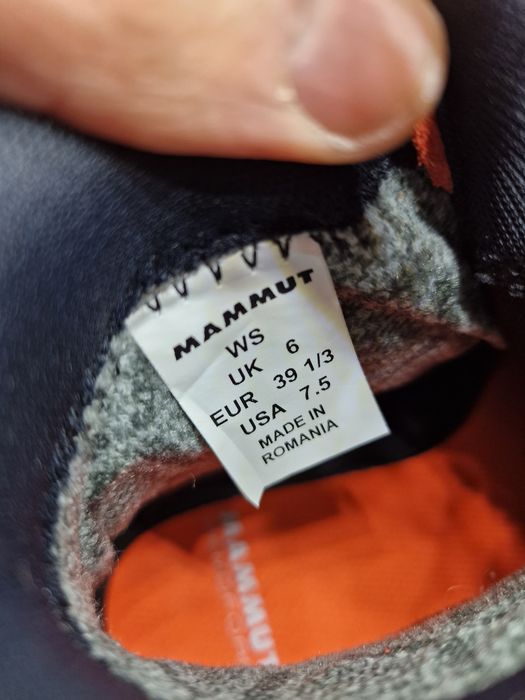 MAMMUT
WS
UK 6
EUR 39 1/3
USA 7.5
MADE IN
ROMANIA
MAMMUT